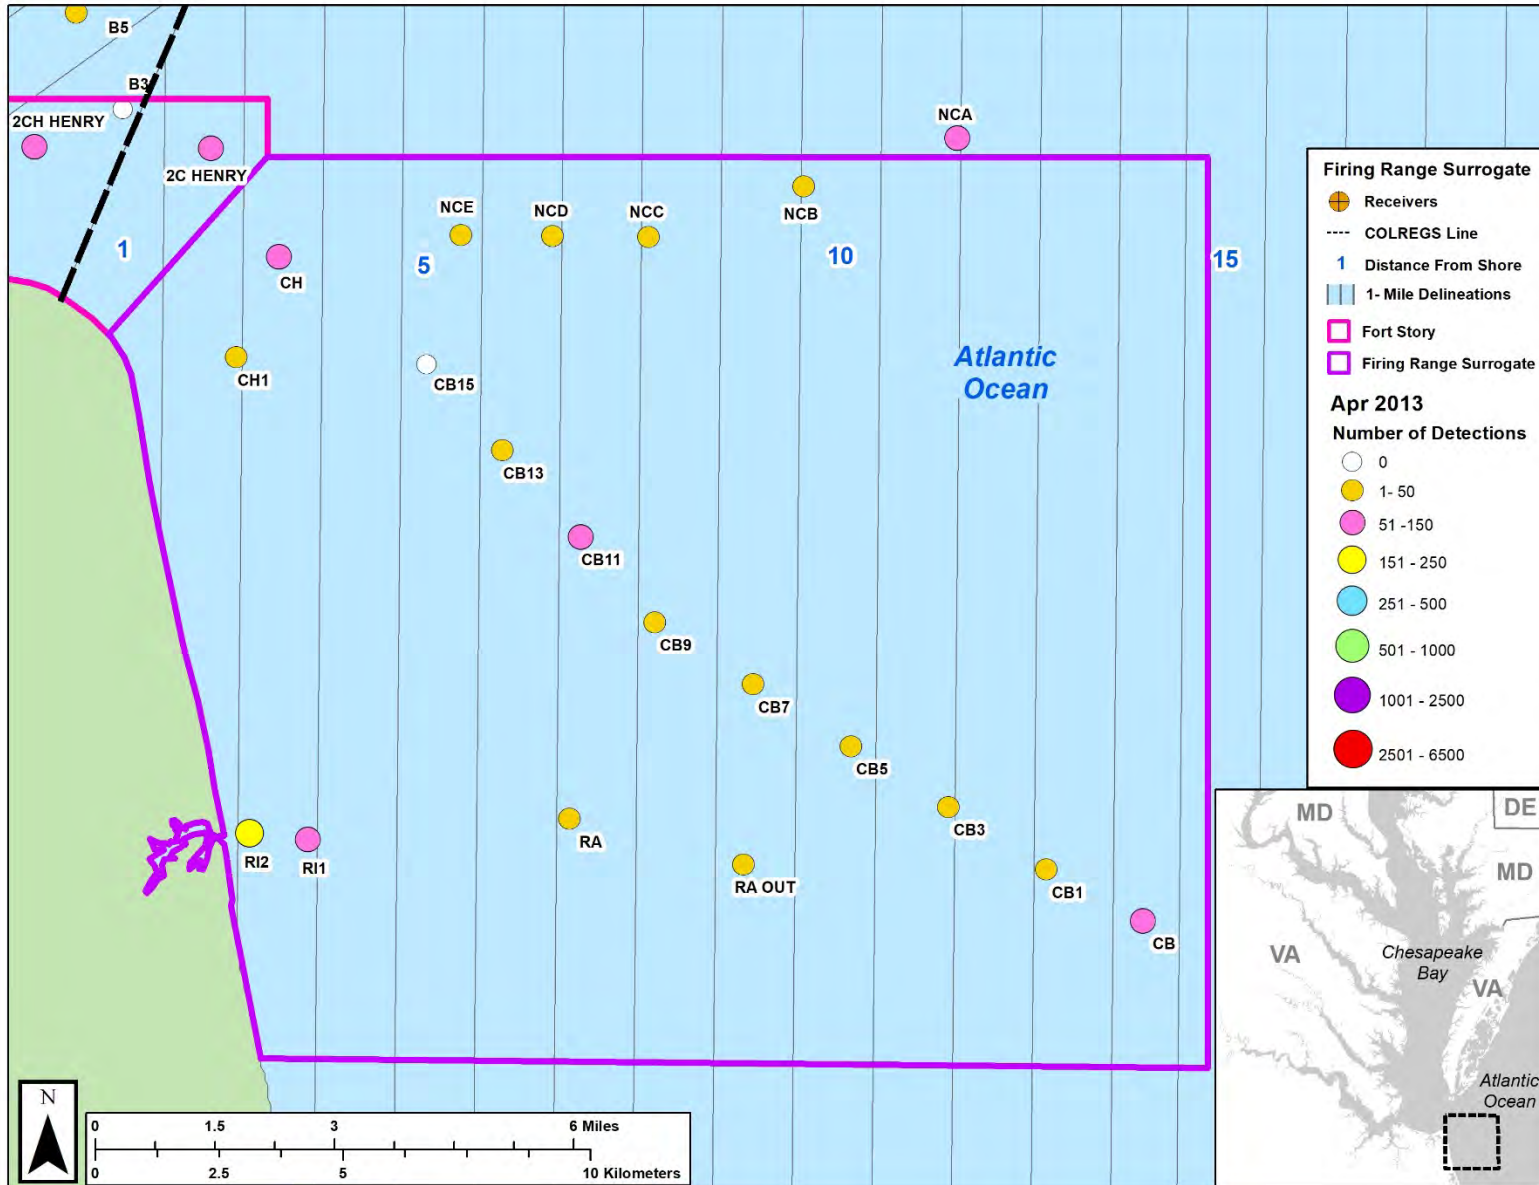 B5
B3
2CH HENRY
2C HENRY
NCA
1
NCE
NCD
NCC
NCB
5
10
15
CH
CH1
CB15
Atlantic
Ocean
CB13
CB11
CB9
CB7
CB5
CB3
RI2
RI1
RA
RA OUT
CB1
CB
Firing Range Surrogate
Receivers
COLREGS Line
1 Distance From Shore
1- Mile Delineations
Fort Story
Firing Range Surrogate
Apr 2013
Number of Detections
0
1- 50
51 -150
151 - 250
251 - 500
501 - 1000
1001 - 2500
2501 - 6500
N
0 1.5 3 6 Miles
0 2.5 5 10 Kilometers
MD
DE
MD
VA
Chesapeake
Bay
VA
Atlantic
Ocean